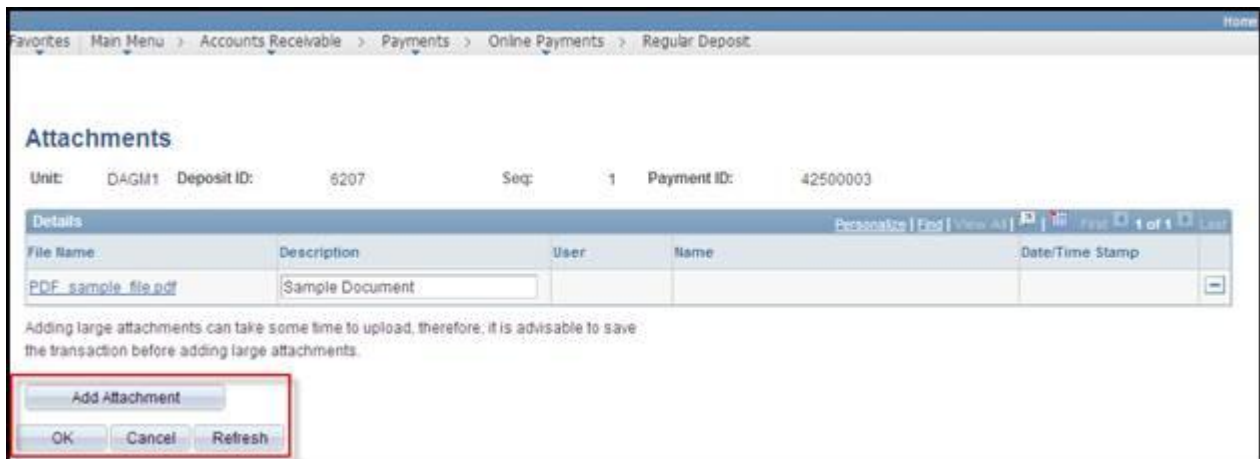 Home
Favorites Main Menu > Accounts Receivable > Payments > Online Payments > Regular Deposit
Attachments
Unit: DAGM1 Deposit ID: 6207 Seq: 1 Payment ID: 42500003
Details Personalize | Find | View All | | First 1 of 1 Last
File Name Description User Name Date/Time Stamp
PDF_sample_file.pdf Sample Document
Adding large attachments can take some time to upload, therefore, it is advisable to save
the transaction before adding large attachments.
Add Attachment
OK Cancel Refresh